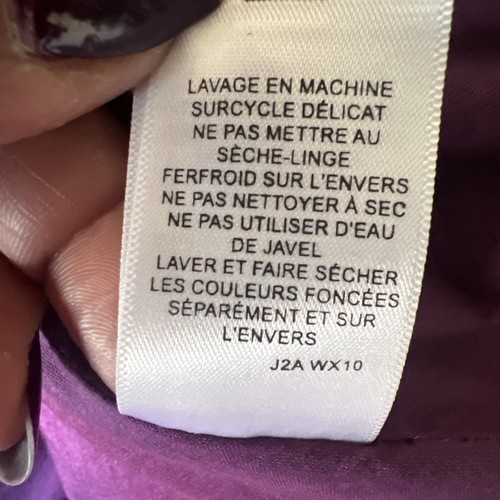 LAVAGE EN MACHINE
SURCYCLE DÉLICAT
NE PAS METTRE AU
SÈCHE-LINGE
FERFROID SUR L'ENVERS
NE PAS NETTOYER À SEC
NE PAS UTILISER D'EAU
DE JAVEL
LAVER ET FAIRE SÉCHER
LES COULEURS FONCÉES
SÉPARÉMENT ET SUR
L'ENVERS
J2A WX10